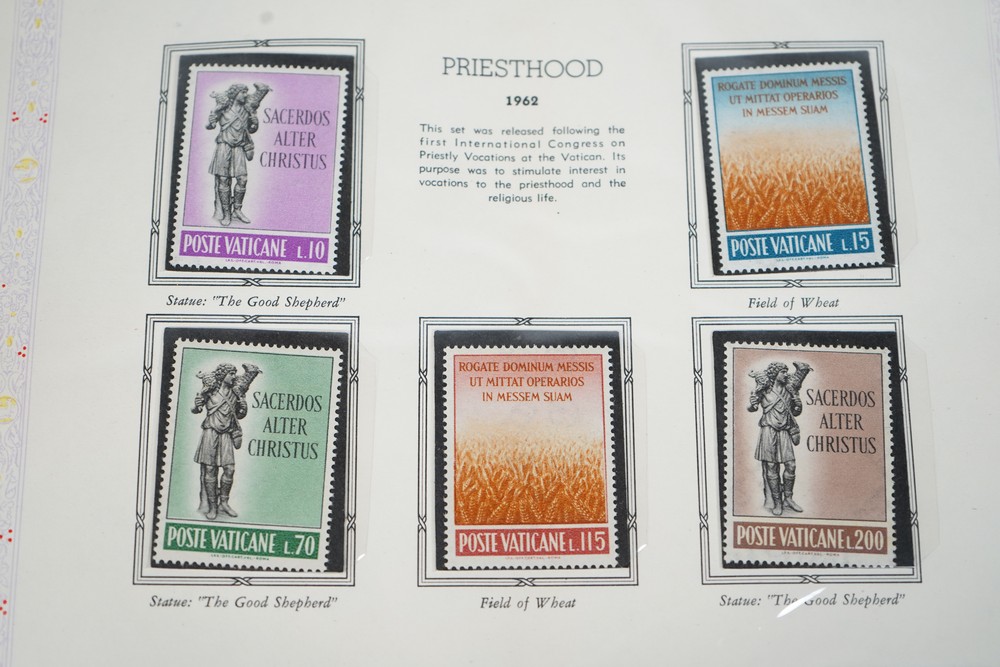 PRIESTHOOD
1962
This set was released following the
first International Congress on
Priestly Vocations at the Vatican. Its
purpose was to stimulate interest in
vocations to the priesthood and the
religious life.
SACERDOS
ALTER
CHRISTUS
POSTE VATICANE L.10
Statue: "The Good Shepherd"
ROGATE DOMINUM MESSIS
UT MITTAT OPERARIOS
IN MESSEM SUAM
POSTE VATICANE L.15
Field of Wheat
SACERDOS
ALTER
CHRISTUS
POSTE VATICANE L.70
Statue: "The Good Shepherd"
ROGATE DOMINUM MESSIS
UT MITTAT OPERARIOS
IN MESSEM SUAM
POSTE VATICANE L.115
Field of Wheat
SACERDOS
ALTER
CHRISTUS
POSTE VATICANE L.200
Statue: "The Good Shepherd"